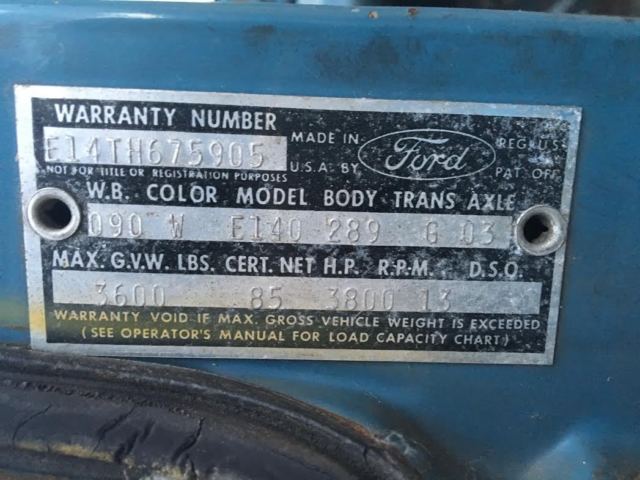 WARRANTY NUMBER
E14TH675905
MADE IN U.S.A. BY Ford REG. U.S. PAT. OFF.
NOT FOR TITLE OR REGISTRATION PURPOSES
W.B. COLOR MODEL BODY TRANS AXLE
090 W E140 289 G 03
MAX. G.V.W. LBS. CERT. NET H.P. R.P.M. D.S.O.
3600 85 3800 13
WARRANTY VOID IF MAX. GROSS VEHICLE WEIGHT IS EXCEEDED
(SEE OPERATOR'S MANUAL FOR LOAD CAPACITY CHART)